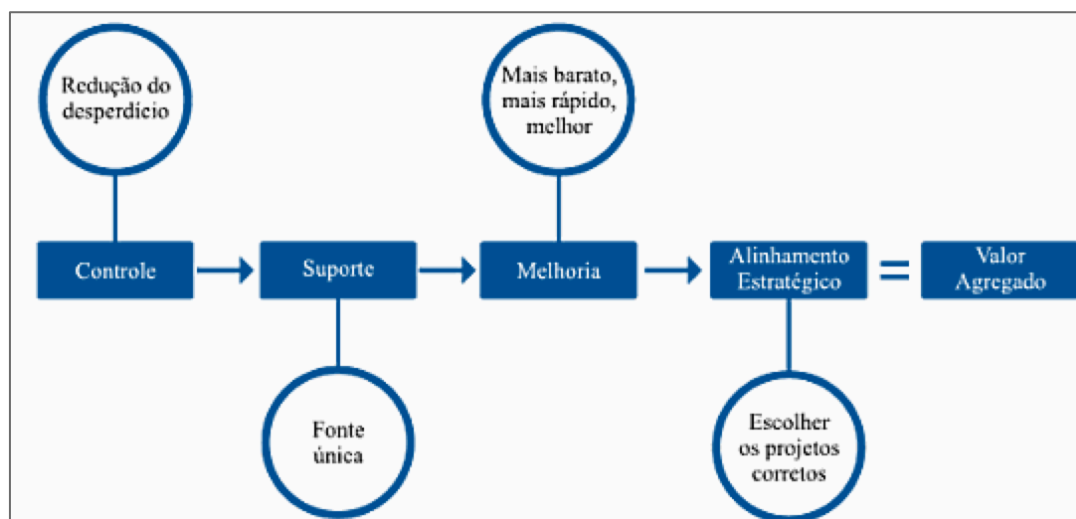 Redução do
desperdício
Mais barato,
mais rápido,
melhor
Controle
Suporte
Melhoria
Alinhamento
Estratégico
=
Valor
Agregado
Fonte
única
Escolher
os projetos
corretos